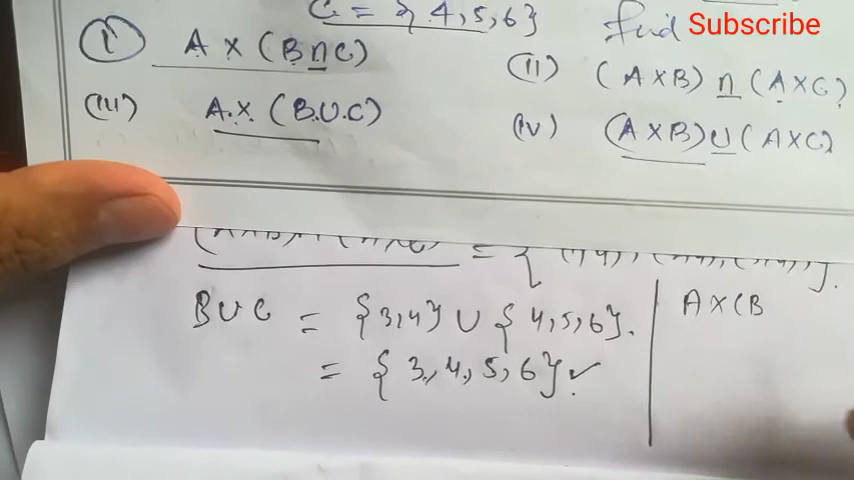 C = {4,5,6} find
Subscribe
(i) A × (B ∩ C)
(ii) (A×B) ∩ (A×C)
(iii) A × (B ∪ C)
(iv) (A×B) ∪ (A×C)
B ∪ C = {3,4} ∪ {4,5,6}.
= {3,4,5,6} ✓
A×(B